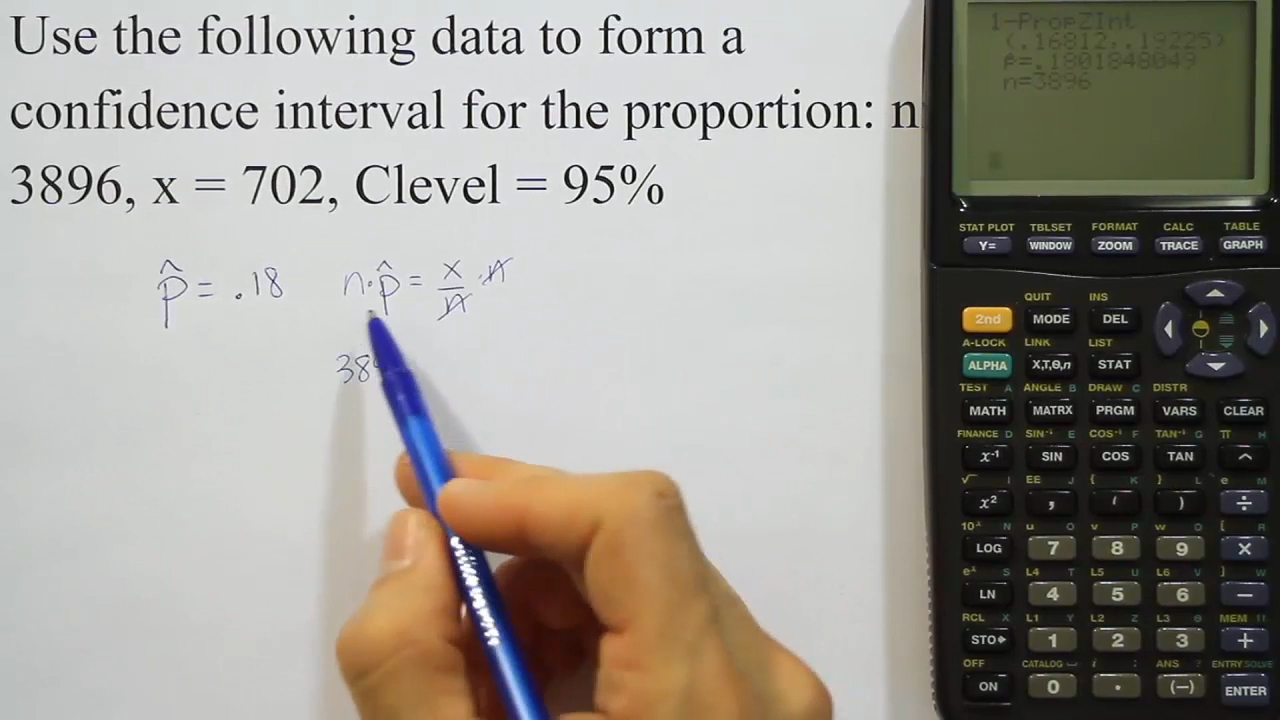 Use the following data to form a
confidence interval for the proportion: n
3896, x = 702, Clevel = 95%
p̂ = .18 n·p̂ = x/n · n
38
1-PropZInt
(.16812,.19225)
p̂=.1801848049
n=3896
STAT PLOT TBLSET FORMAT CALC TABLE
Y= WINDOW ZOOM TRACE GRAPH
QUIT INS
2nd MODE DEL
A-LOCK LINK LIST
ALPHA X,T,Θ,n STAT
TEST A ANGLE B DRAW C DISTR
MATH MATRX PRGM VARS CLEAR
FINANCE D SIN⁻¹ E COS⁻¹ F TAN⁻¹ G π H
x⁻¹ SIN COS TAN ^
√ I EE J { K } L e M
x² , ( ) ÷
10ˣ N u O v P w Q [ R
LOG 7 8 9 ×
eˣ S L4 T L5 U L6 V ] W
LN 4 5 6 −
RCL X L1 Y L2 Z L3 θ MEM "
STO▸ 1 2 3 +
OFF CATALOG ⎵ i : ANS ? ENTRY SOLVE
ON 0 . (−) ENTER